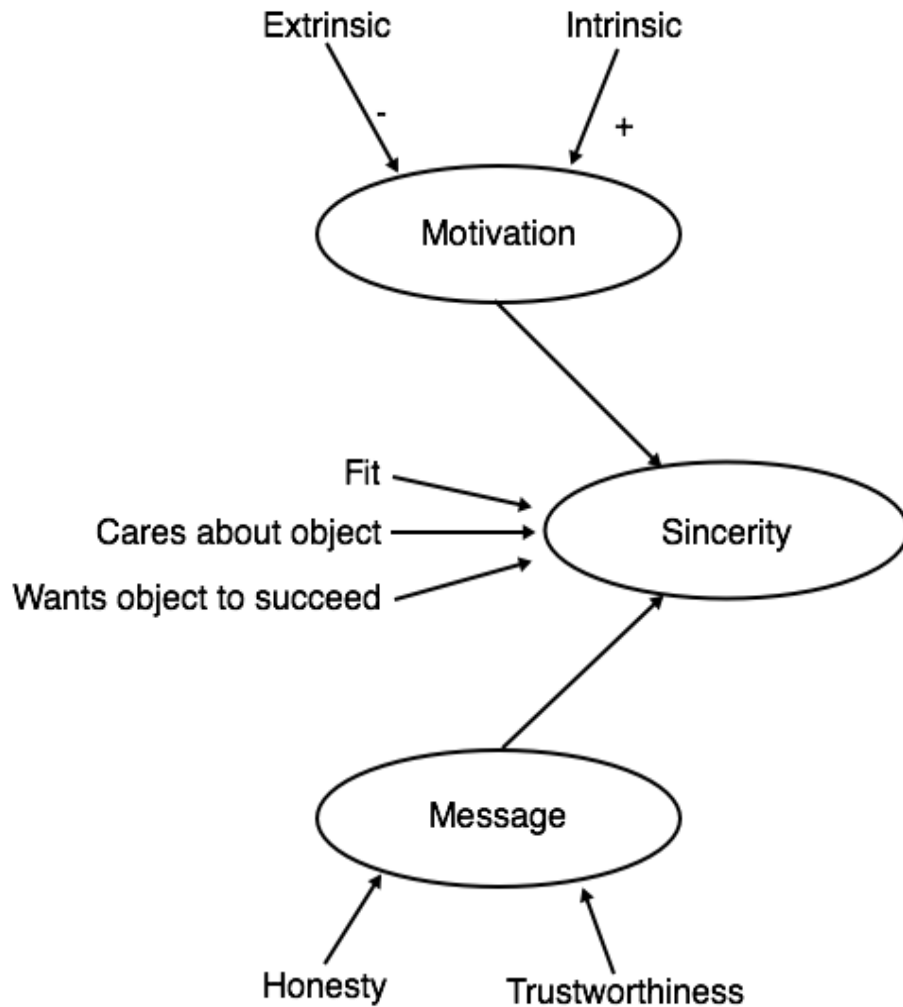 Extrinsic
Intrinsic
-
+
Motivation
Fit
Cares about object
Sincerity
Wants object to succeed
Message
Honesty
Trustworthiness